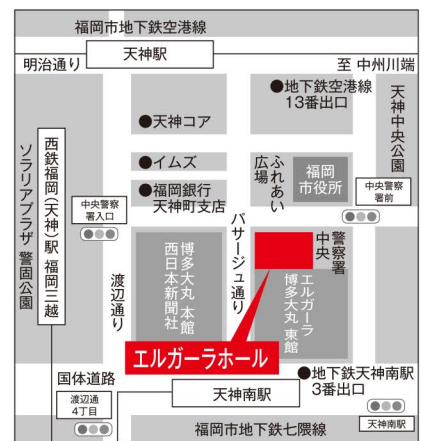 福岡市地下鉄空港線
天神駅
明治通り
至 中州川端
●地下鉄空港線
13番出口
天神中央公園
●天神コア
●イムズ
●福岡銀行
天神町支店
ふれあい
広場
福岡
市役所
中央警察
署前
中央警察
署入口
西鉄福岡(天神)駅 福岡三越
ソラリアプラザ 警固公園
渡辺通り
博多大丸 本館
西日本新聞社
パサージュ通り
警察署
中央
エルガーラ
博多大丸 東館
エルガーラホール
国体道路
渡辺通
4丁目
天神南駅
●地下鉄天神南駅
3番出口
天神南駅
福岡市地下鉄七隈線